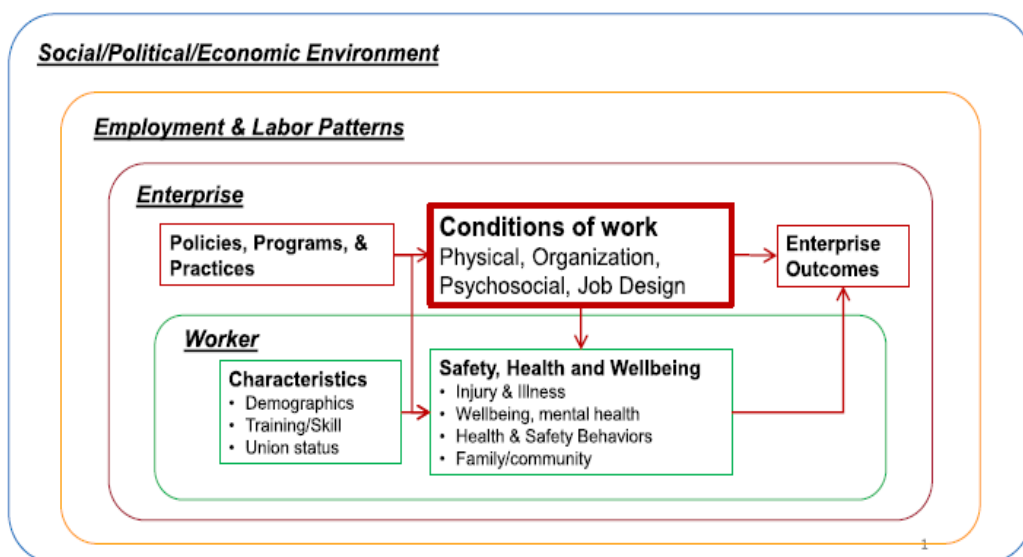 Social/Political/Economic Environment
Employment & Labor Patterns
Enterprise
Policies, Programs, &
Practices
Conditions of work
Physical, Organization,
Psychosocial, Job Design
Enterprise
Outcomes
Worker
Characteristics
• Demographics
• Training/Skill
• Union status
Safety, Health and Wellbeing
• Injury & Illness
• Wellbeing, mental health
• Health & Safety Behaviors
• Family/community
1